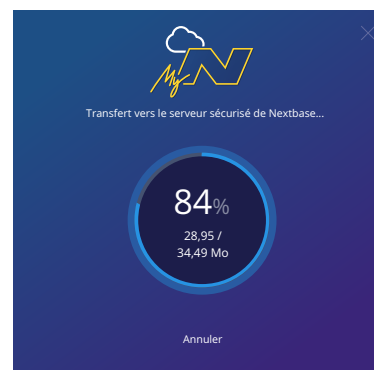 My N
Transfert vers le serveur sécurisé de Nextbase...
84%
28,95 /
34,49 Mo
Annuler